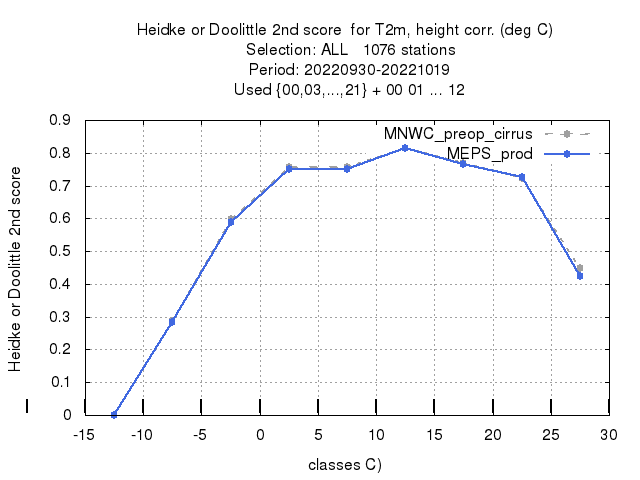 Heidke or Doolittle 2nd score  for T2m, height corr. (deg C)
Selection: ALL   1076 stations
Period: 20220930-20221019
Used {00,03,...,21} + 00 01 ... 12
MNWC_preop_cirrus
MEPS_prod
Heidke or Doolittle 2nd score
0.9
0.8
0.7
0.6
0.5
0.4
0.3
0.2
0.1
0
-15
-10
-5
0
5
10
15
20
25
30
classes C)